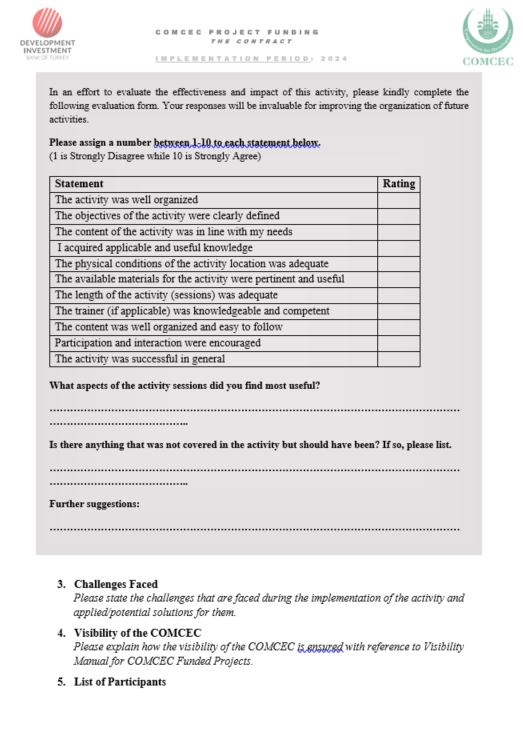 DEVELOPMENT
INVESTMENT
BANK OF TURKEY
COMCEC PROJECT FUNDING
THE CONTRACT
IMPLEMENTATION PERIOD: 2024
COMCEC
In an effort to evaluate the effectiveness and impact of this activity, please kindly complete the
following evaluation form. Your responses will be invaluable for improving the organization of future
activities.
Please assign a number between 1-10 to each statement below.
(1 is Strongly Disagree while 10 is Strongly Agree)
Statement Rating
The activity was well organized
The objectives of the activity were clearly defined
The content of the activity was in line with my needs
I acquired applicable and useful knowledge
The physical conditions of the activity location was adequate
The available materials for the activity were pertinent and useful
The length of the activity (sessions) was adequate
The trainer (if applicable) was knowledgeable and competent
The content was well organized and easy to follow
Participation and interaction were encouraged
The activity was successful in general
What aspects of the activity sessions did you find most useful?
Is there anything that was not covered in the activity but should have been? If so, please list.
Further suggestions:
3. Challenges Faced
Please state the challenges that are faced during the implementation of the activity and
applied/potential solutions for them.
4. Visibility of the COMCEC
Please explain how the visibility of the COMCEC is ensured with reference to Visibility
Manual for COMCEC Funded Projects.
5. List of Participants